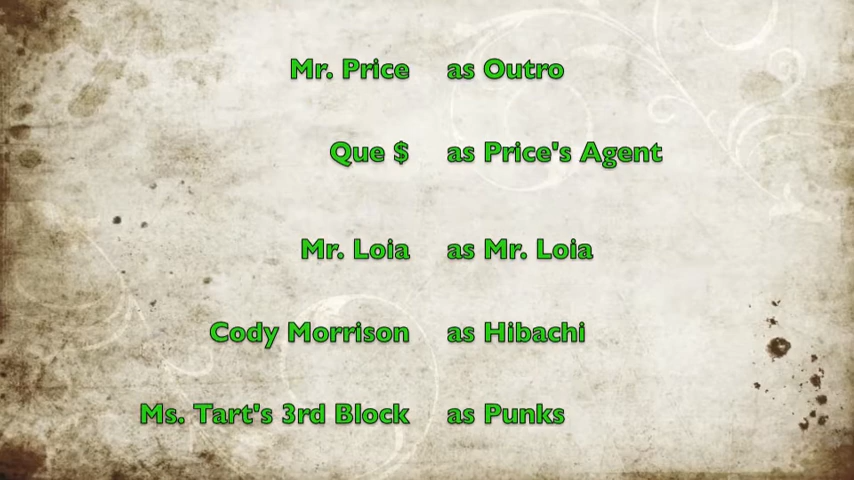 Mr. Price as Outro
Que $ as Price's Agent
Mr. Loia as Mr. Loia
Cody Morrison as Hibachi
Ms. Tart's 3rd Block as Punks